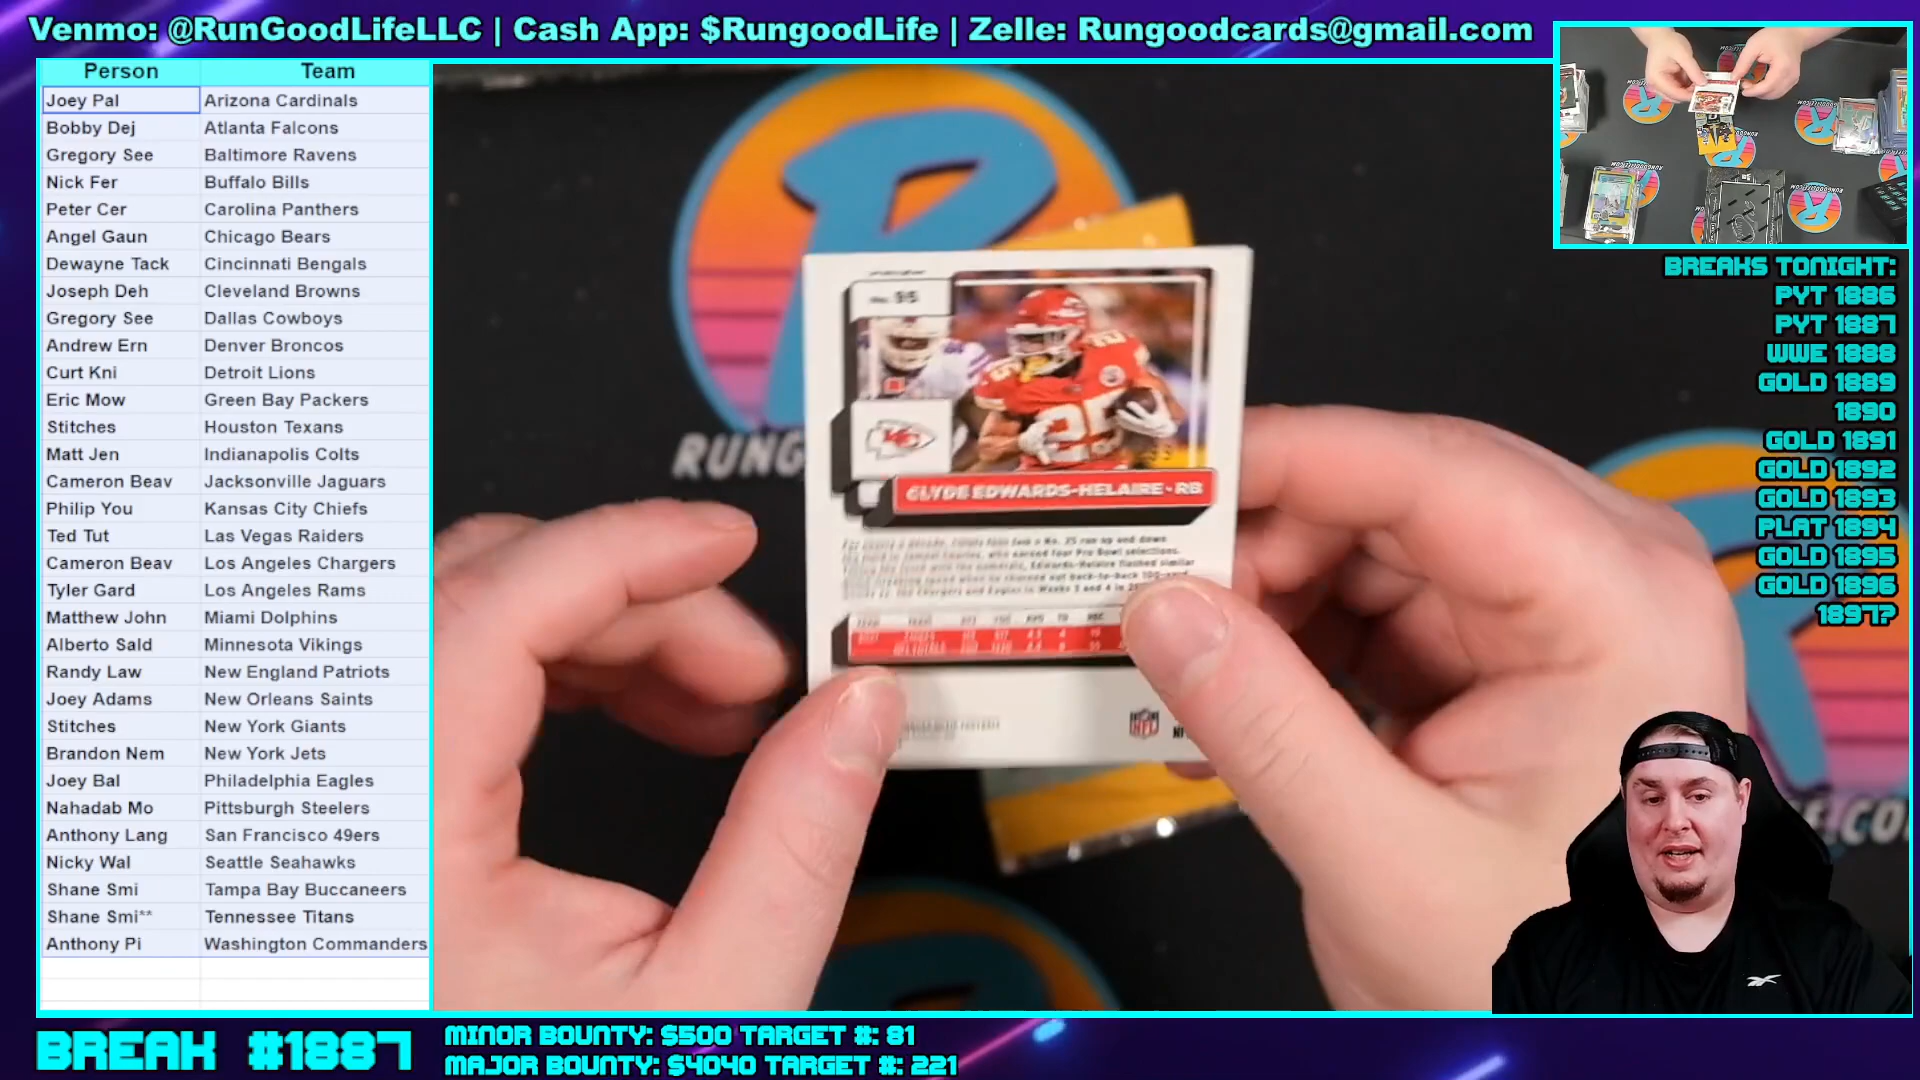 Venmo: @RunGoodLifeLLC | Cash App: $RungoodLife | Zelle: Rungoodcards@gmail.com
Person Team
Joey Pal Arizona Cardinals
Bobby Dej Atlanta Falcons
Gregory See Baltimore Ravens
Nick Fer Buffalo Bills
Peter Cer Carolina Panthers
Angel Gaun Chicago Bears
Dewayne Tack Cincinnati Bengals
Joseph Deh Cleveland Browns
Gregory See Dallas Cowboys
Andrew Ern Denver Broncos
Curt Kni Detroit Lions
Eric Mow Green Bay Packers
Stitches Houston Texans
Matt Jen Indianapolis Colts
Cameron Beav Jacksonville Jaguars
Philip You Kansas City Chiefs
Ted Tut Las Vegas Raiders
Cameron Beav Los Angeles Chargers
Tyler Gard Los Angeles Rams
Matthew John Miami Dolphins
Alberto Sald Minnesota Vikings
Randy Law New England Patriots
Joey Adams New Orleans Saints
Stitches New York Giants
Brandon Nem New York Jets
Joey Bal Philadelphia Eagles
Nahadab Mo Pittsburgh Steelers
Anthony Lang San Francisco 49ers
Nicky Wal Seattle Seahawks
Shane Smi Tampa Bay Buccaneers
Shane Smi** Tennessee Titans
Anthony Pi Washington Commanders
RUNG
No. 95
25
KC
CLYDE EDWARDS-HELAIRE • RB
NFL
BREAKS TONIGHT:
PYT 1886
PYT 1887
WWE 1888
GOLD 1889
1890
GOLD 1891
GOLD 1892
GOLD 1893
PLAT 1894
GOLD 1895
GOLD 1896
1897?
BREAK #1887
MINOR BOUNTY: $500 TARGET #: 81
MAJOR BOUNTY: $4040 TARGET #: 221